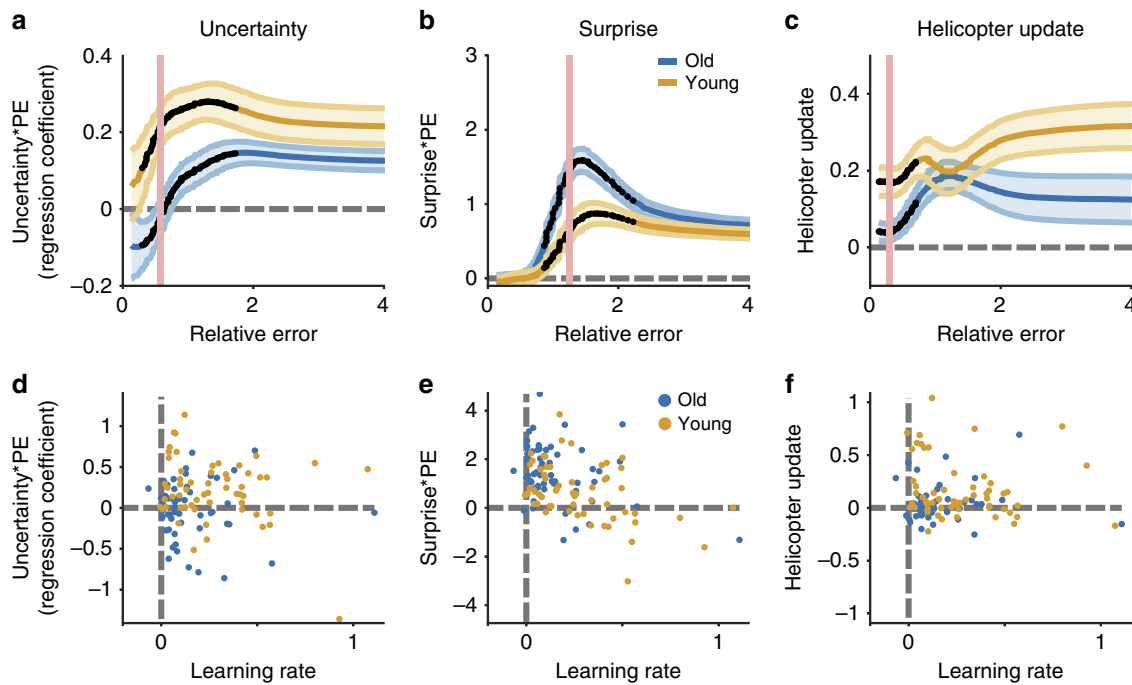 a
Uncertainty
Uncertainty*PE
(regression coefficient)
0.4
0.2
0
–0.2
0
2
4
Relative error
b
Surprise
Surprise*PE
3
2
1
0
0
2
4
Relative error
Old
Young
c
Helicopter update
Helicopter update
0.4
0.2
0
0
2
4
Relative error
d
Uncertainty*PE
(regression coefficient)
1
0.5
0
–0.5
–1
0
1
Learning rate
e
Surprise*PE
4
2
0
–2
–4
0
1
Learning rate
Old
Young
f
Helicopter update
1
0.5
0
–0.5
–1
0
1
Learning rate